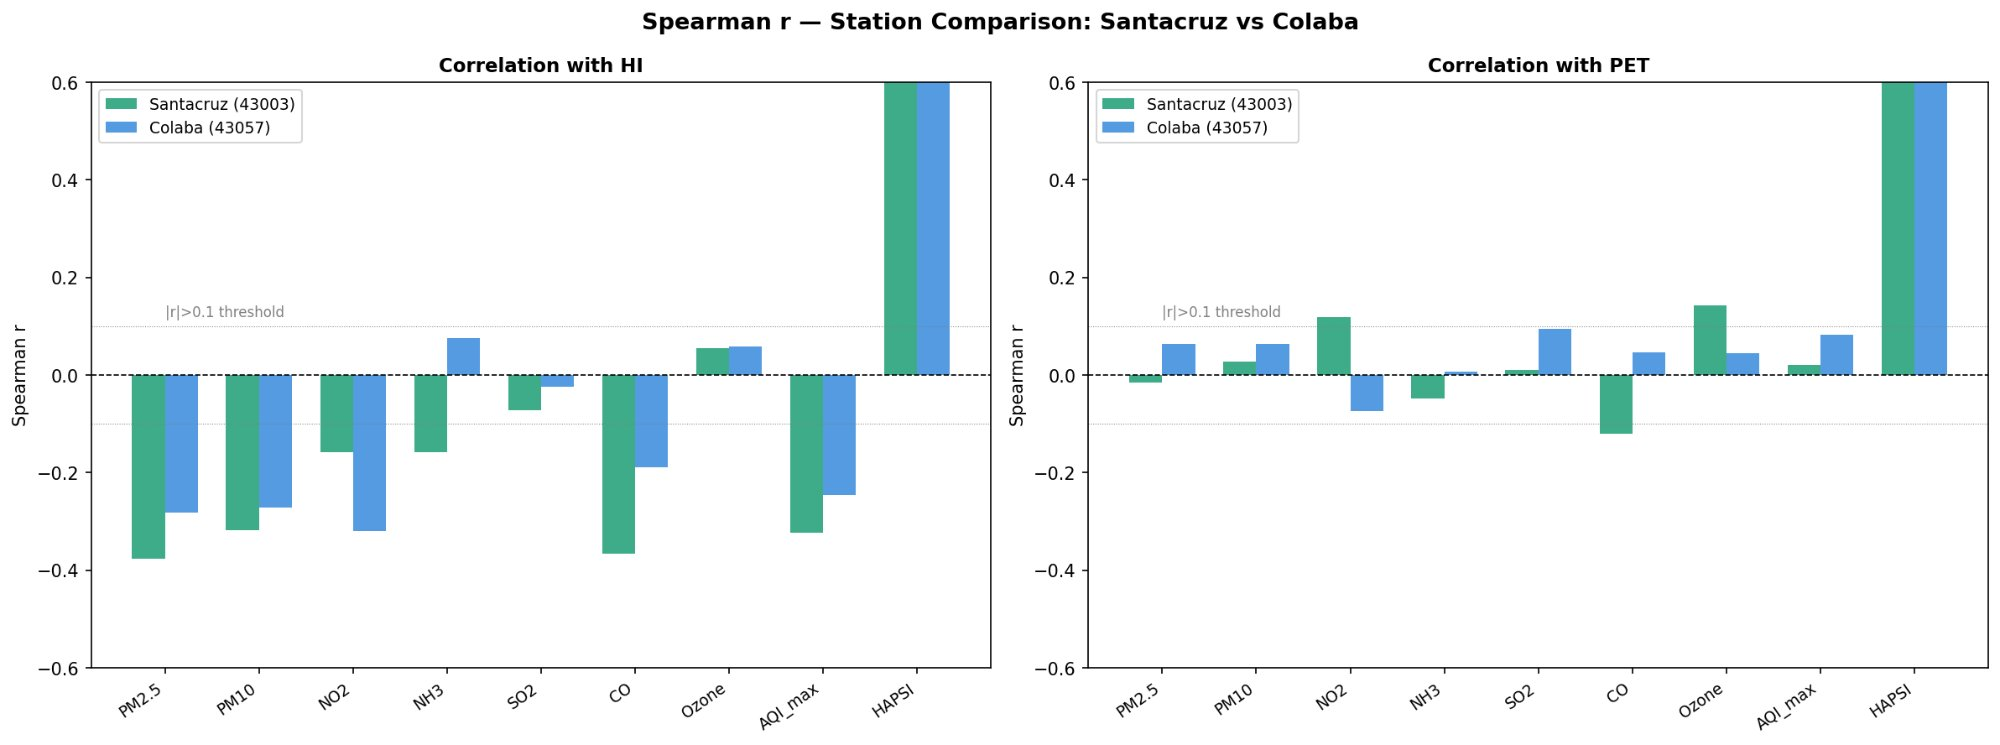 Spearman r — Station Comparison: Santacruz vs Colaba
Correlation with HI
Santacruz (43003)
Colaba (43057)
|r|>0.1 threshold
Spearman r
0.6
0.4
0.2
0.0
−0.2
−0.4
−0.6
PM2.5
PM10
NO2
NH3
SO2
CO
Ozone
AQI_max
HAPSI
Correlation with PET
Santacruz (43003)
Colaba (43057)
|r|>0.1 threshold
Spearman r
0.6
0.4
0.2
0.0
−0.2
−0.4
−0.6
PM2.5
PM10
NO2
NH3
SO2
CO
Ozone
AQI_max
HAPSI